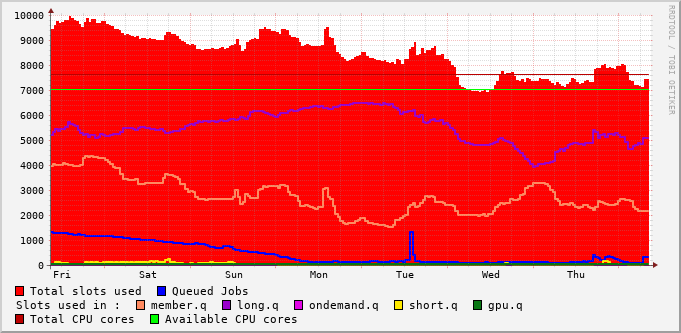 10000
9000
8000
7000
6000
5000
4000
3000
2000
1000
0
Fri Sat Sun Mon Tue Wed Thu
Total slots used Queued Jobs
Slots used in : member.q long.q ondemand.q short.q gpu.q
Total CPU cores Available CPU cores
RRDTOOL / TOBI OETIKER